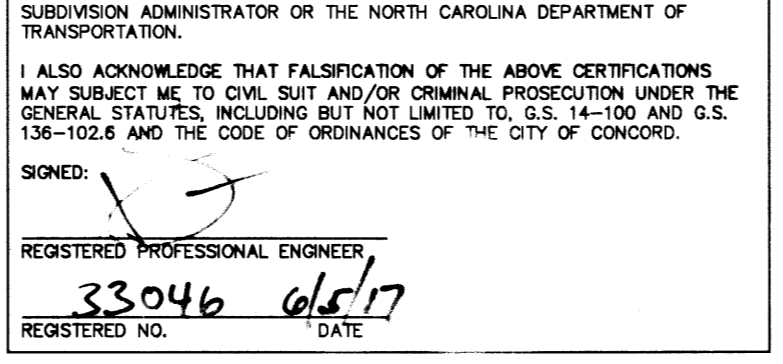 SUBDIVISION ADMINISTRATOR OR THE NORTH CAROLINA DEPARTMENT OF
TRANSPORTATION.
I ALSO ACKNOWLEDGE THAT FALSIFICATION OF THE ABOVE CERTIFICATIONS
MAY SUBJECT ME TO CIVIL SUIT AND/OR CRIMINAL PROSECUTION UNDER THE
GENERAL STATUTES, INCLUDING BUT NOT LIMITED TO, G.S. 14-100 AND G.S.
136-102.6 AND THE CODE OF ORDINANCES OF THE CITY OF CONCORD.
SIGNED:
REGISTERED PROFESSIONAL ENGINEER
33046 6/5/17
REGISTERED NO. DATE